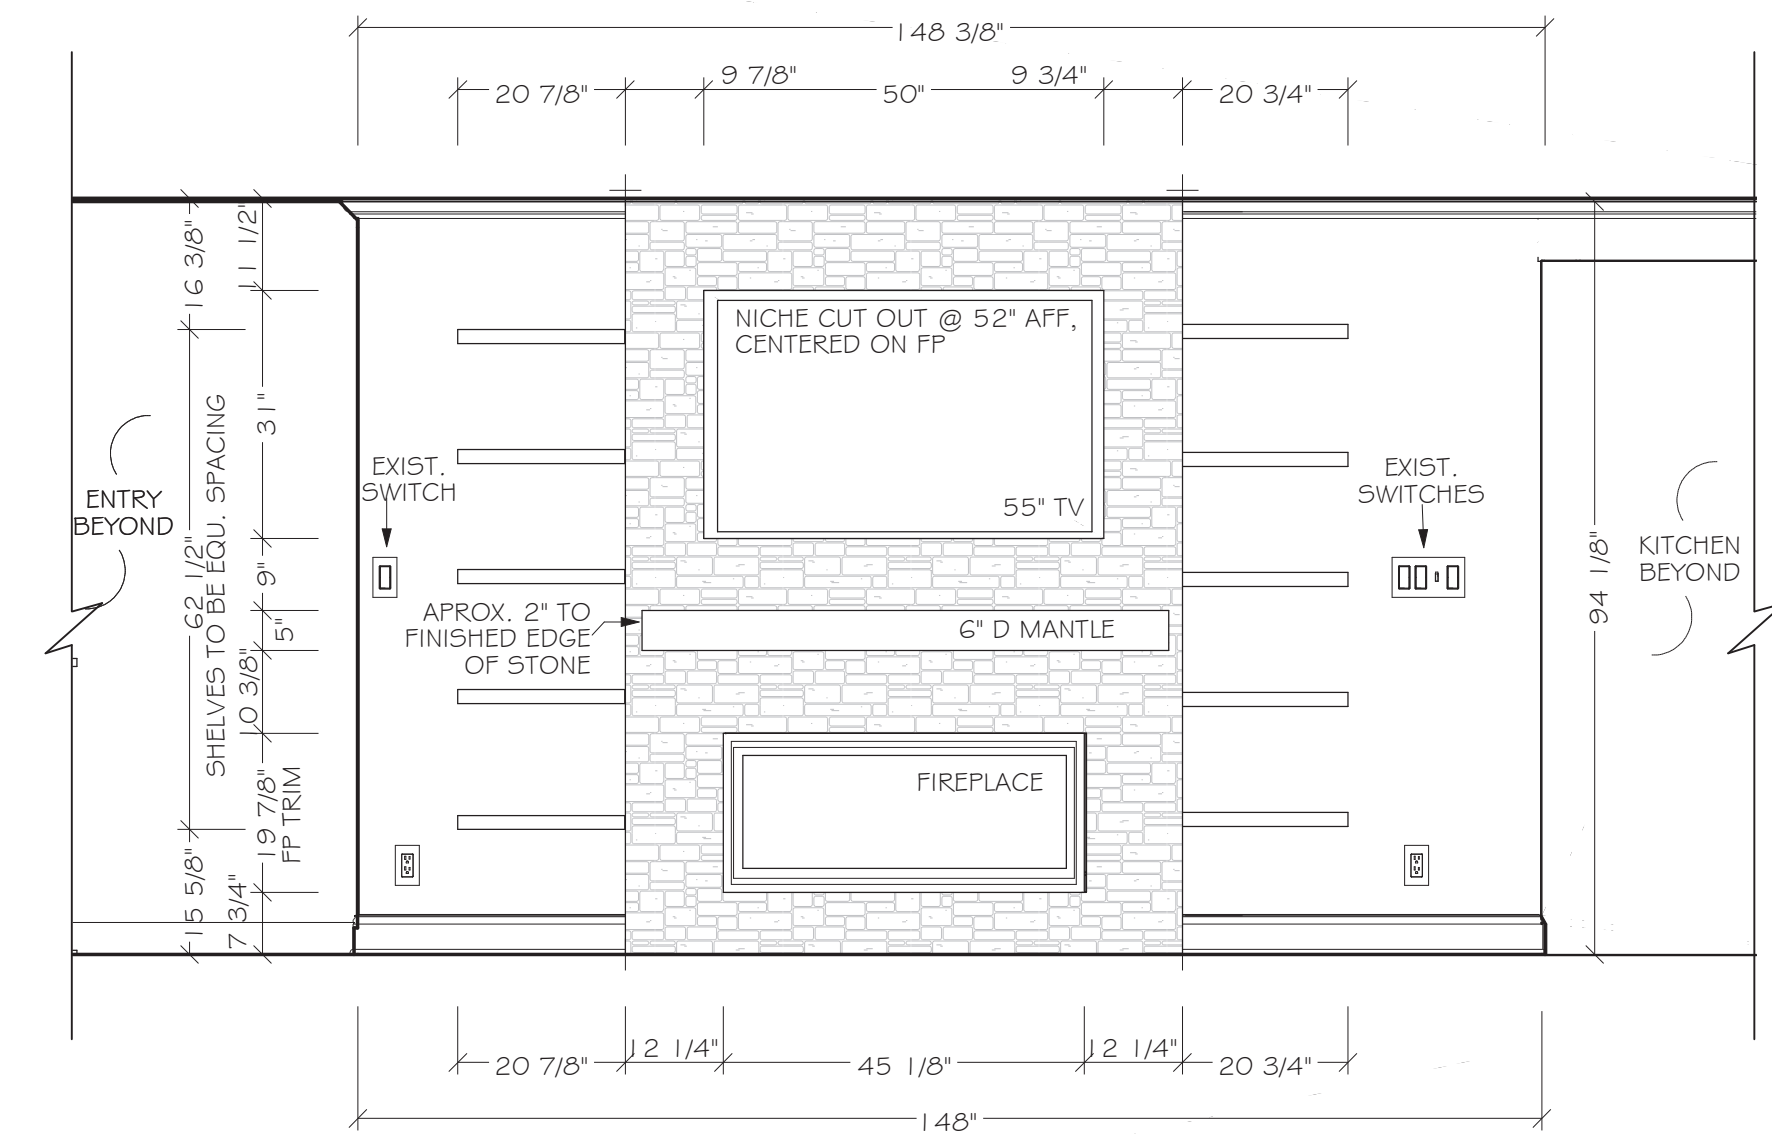 148 3/8"
9 7/8"
9 3/4"
20 7/8"
50"
20 3/4"
16 3/8"
11 1/2"
NICHE CUT OUT @ 52" AFF,
CENTERED ON FP
31"
SHELVES TO BE EQU. SPACING
62 1/2"
EXIST.
SWITCH
EXIST.
SWITCHES
ENTRY
BEYOND
55" TV
KITCHEN
BEYOND
94 1/8"
9"
5"
APROX. 2" TO
FINISHED EDGE
OF STONE
6" D MANTLE
10 3/8"
19 7/8"
FP TRIM
FIREPLACE
15 5/8"
7 3/4"
12 1/4"
12 1/4"
20 7/8"
45 1/8"
20 3/4"
148"